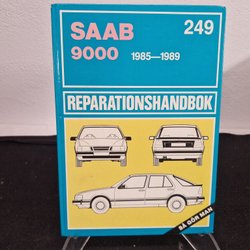 SAAB 249
9000 1985—1989
REPARATIONSHANDBOK
SÅ GÖR MAN